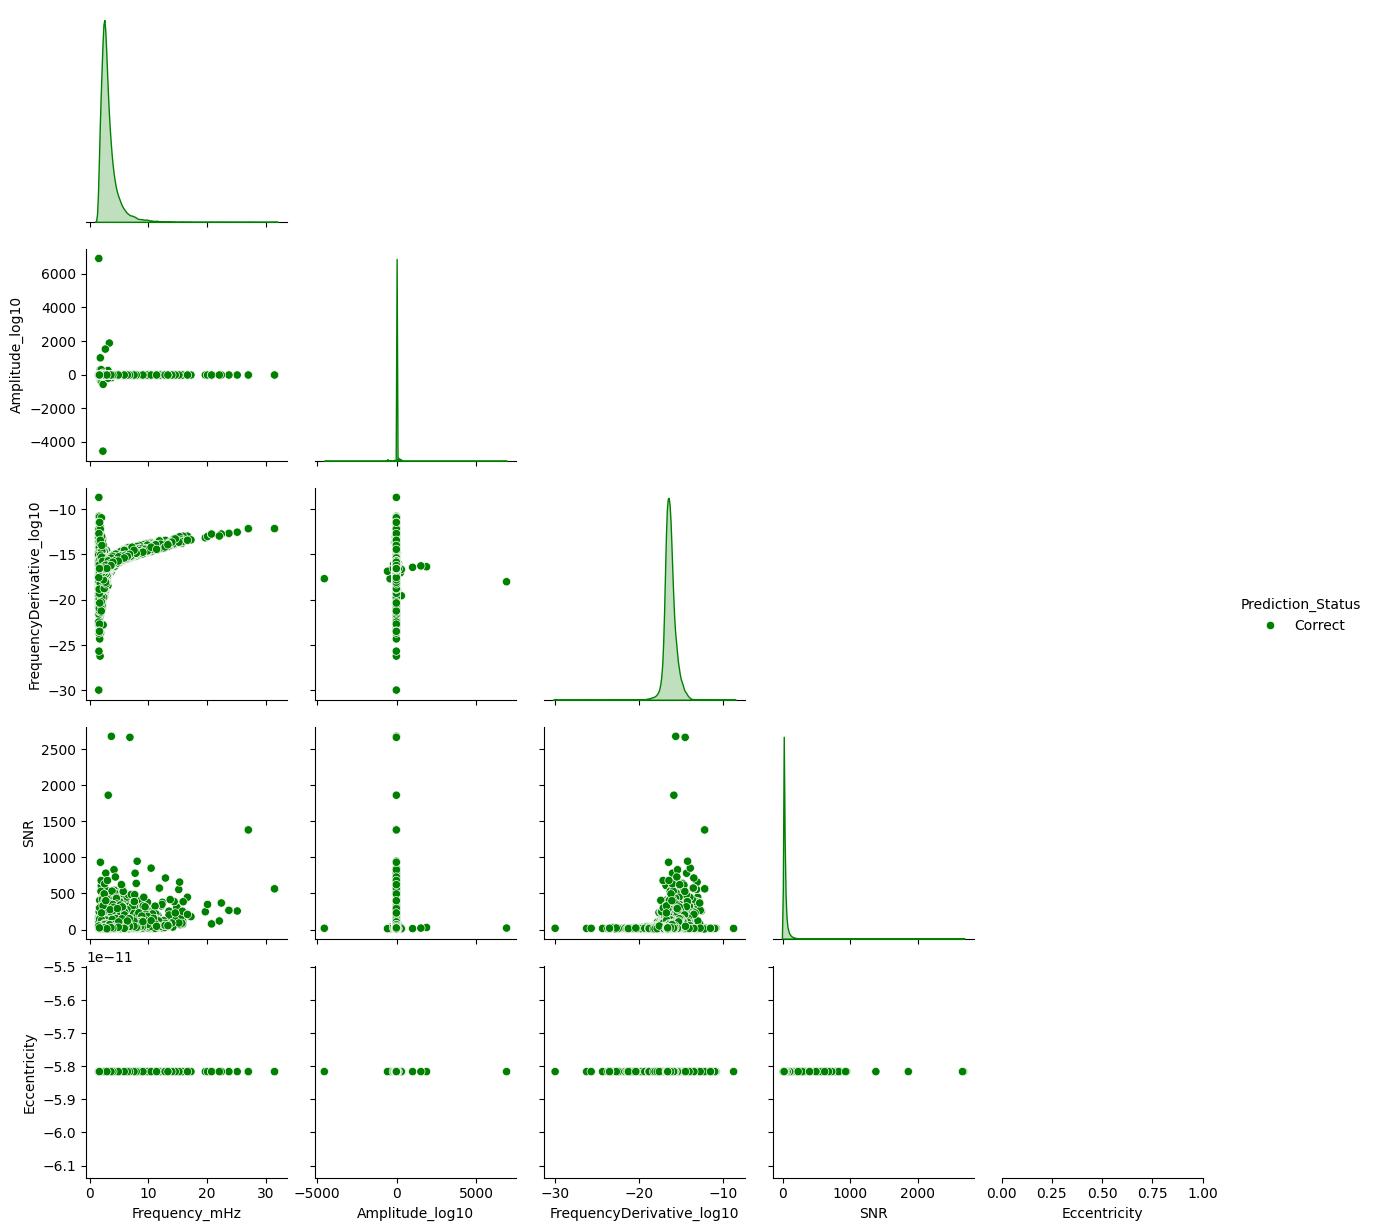 Amplitude_log10
6000
4000
2000
0
−2000
−4000
FrequencyDerivative_log10
−10
−15
−20
−25
−30
Prediction_Status
Correct
SNR
2500
2000
1500
1000
500
0
1e−11
Eccentricity
−5.5
−5.6
−5.7
−5.8
−5.9
−6.0
−6.1
0 10 20 30
−5000 0 5000
−30 −20 −10
0 1000 2000
0.00 0.25 0.50 0.75 1.00
Frequency_mHz
Amplitude_log10
FrequencyDerivative_log10
SNR
Eccentricity